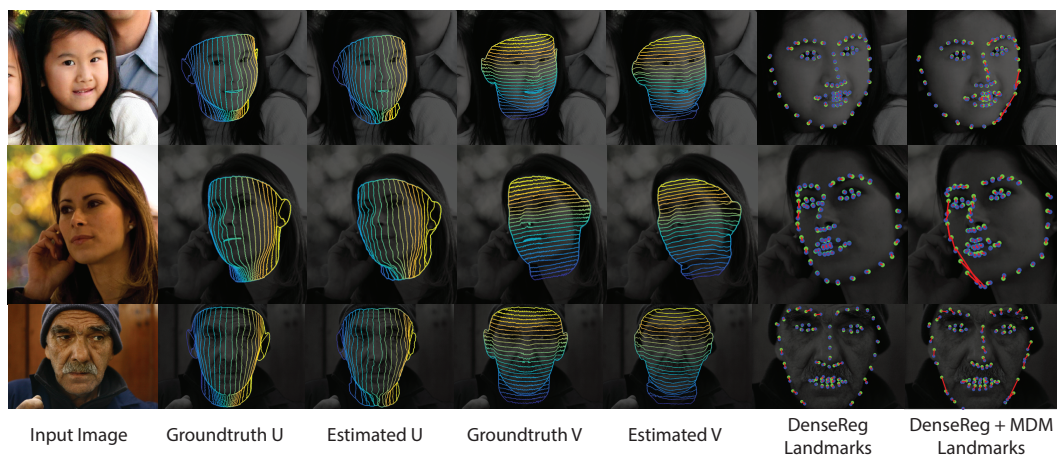 Input Image
Groundtruth U
Estimated U
Groundtruth V
Estimated V
DenseReg
Landmarks
DenseReg + MDM
Landmarks